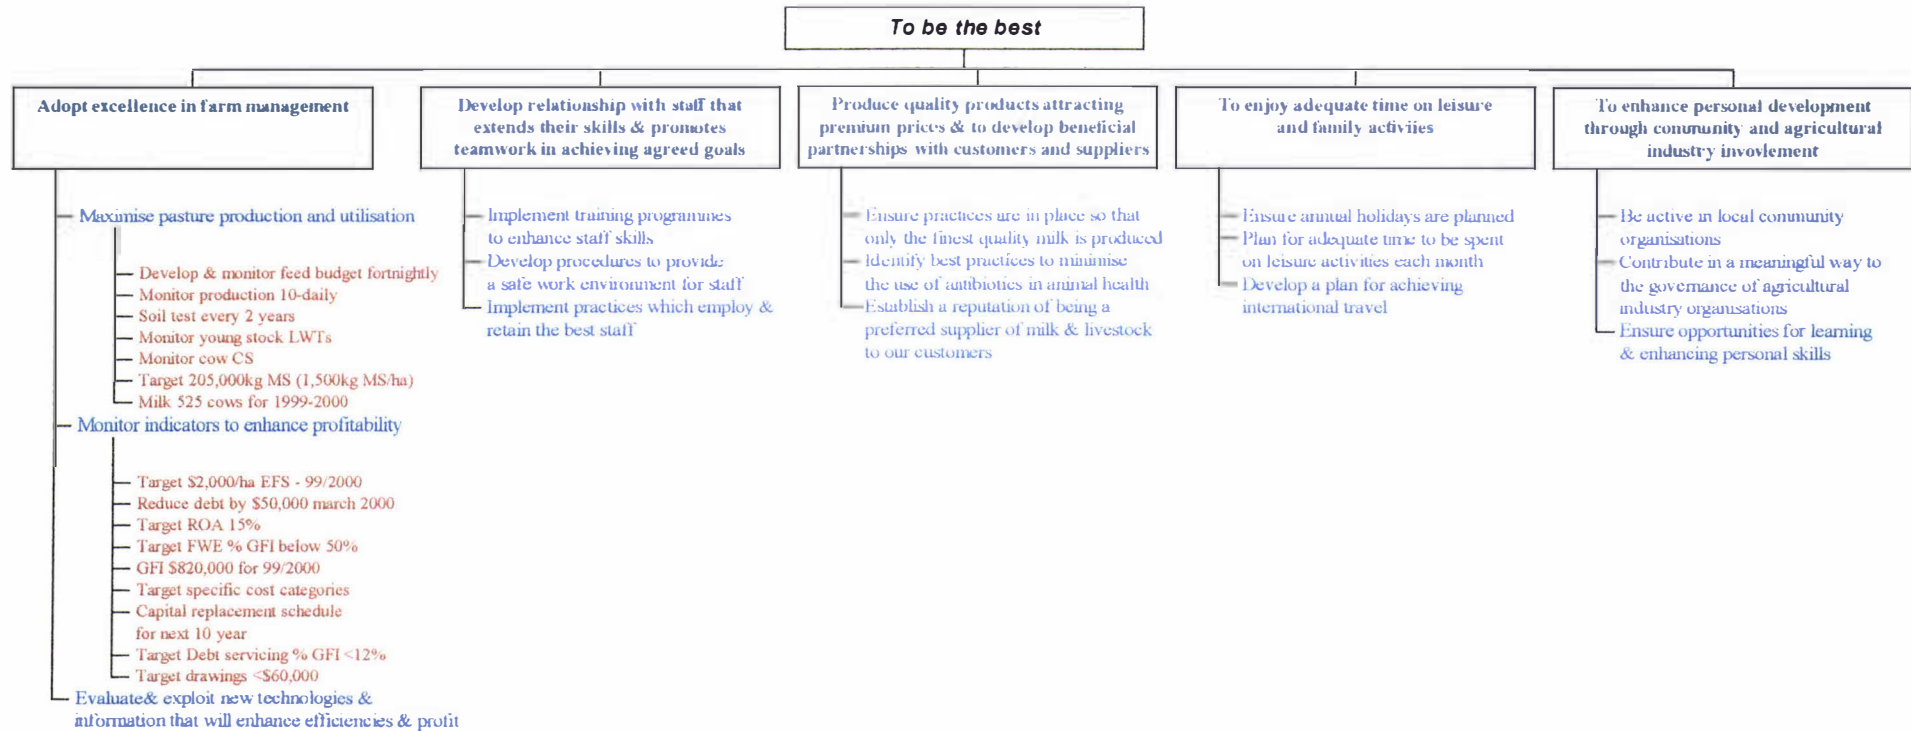 To be the best
Adopt excellence in farm management
Develop relationship with staff that
extends their skills & promotes
teamwork in achieving agreed goals
Produce quality products attracting
premium prices & to develop beneficial
partnerships with customers and suppliers
To enjoy adequate time on leisure
and family activiies
To enhance personal development
through community and agricultural
industry invovlement
Maximise pasture production and utilisation
Develop & monitor feed budget fortnightly
Monitor production 10-daily
Soil test every 2 years
Monitor young stock LWTs
Monitor cow CS
Target 205,000kg MS (1,500kg MS/ha)
Milk 525 cows for 1999-2000
Monitor indicators to enhance profitability
Target $2,000/ha EFS - 99/2000
Reduce debt by $50,000 march 2000
Target ROA 15%
Target FWE % GFI below 50%
GFI $820,000 for 99/2000
Target specific cost categories
Capital replacement schedule
for next 10 year
Target Debt servicing % GFI <12%
Target drawings <$60,000
Evaluate& exploit new technologies &
information that will enhance efficiencies & profit
Implement training programmes
to enhance staff skills
Develop procedures to provide
a safe work environment for staff
Implement practices which employ &
retain the best staff
Ensure practices are in place so that
only the finest quality milk is produced
Identify best practices to minimise
the use of antibiotics in animal health
Establish a reputation of being a
preferred supplier of milk & livestock
to our customers
Ensure annual holidays are planned
Plan for adequate time to be spent
on leisure activities each month
Develop a plan for achieving
international travel
Be active in local community
organisations
Contribute in a meaningful way to
the governance of agricultural
industry organisations
Ensure opportunities for learning
& enhancing personal skills